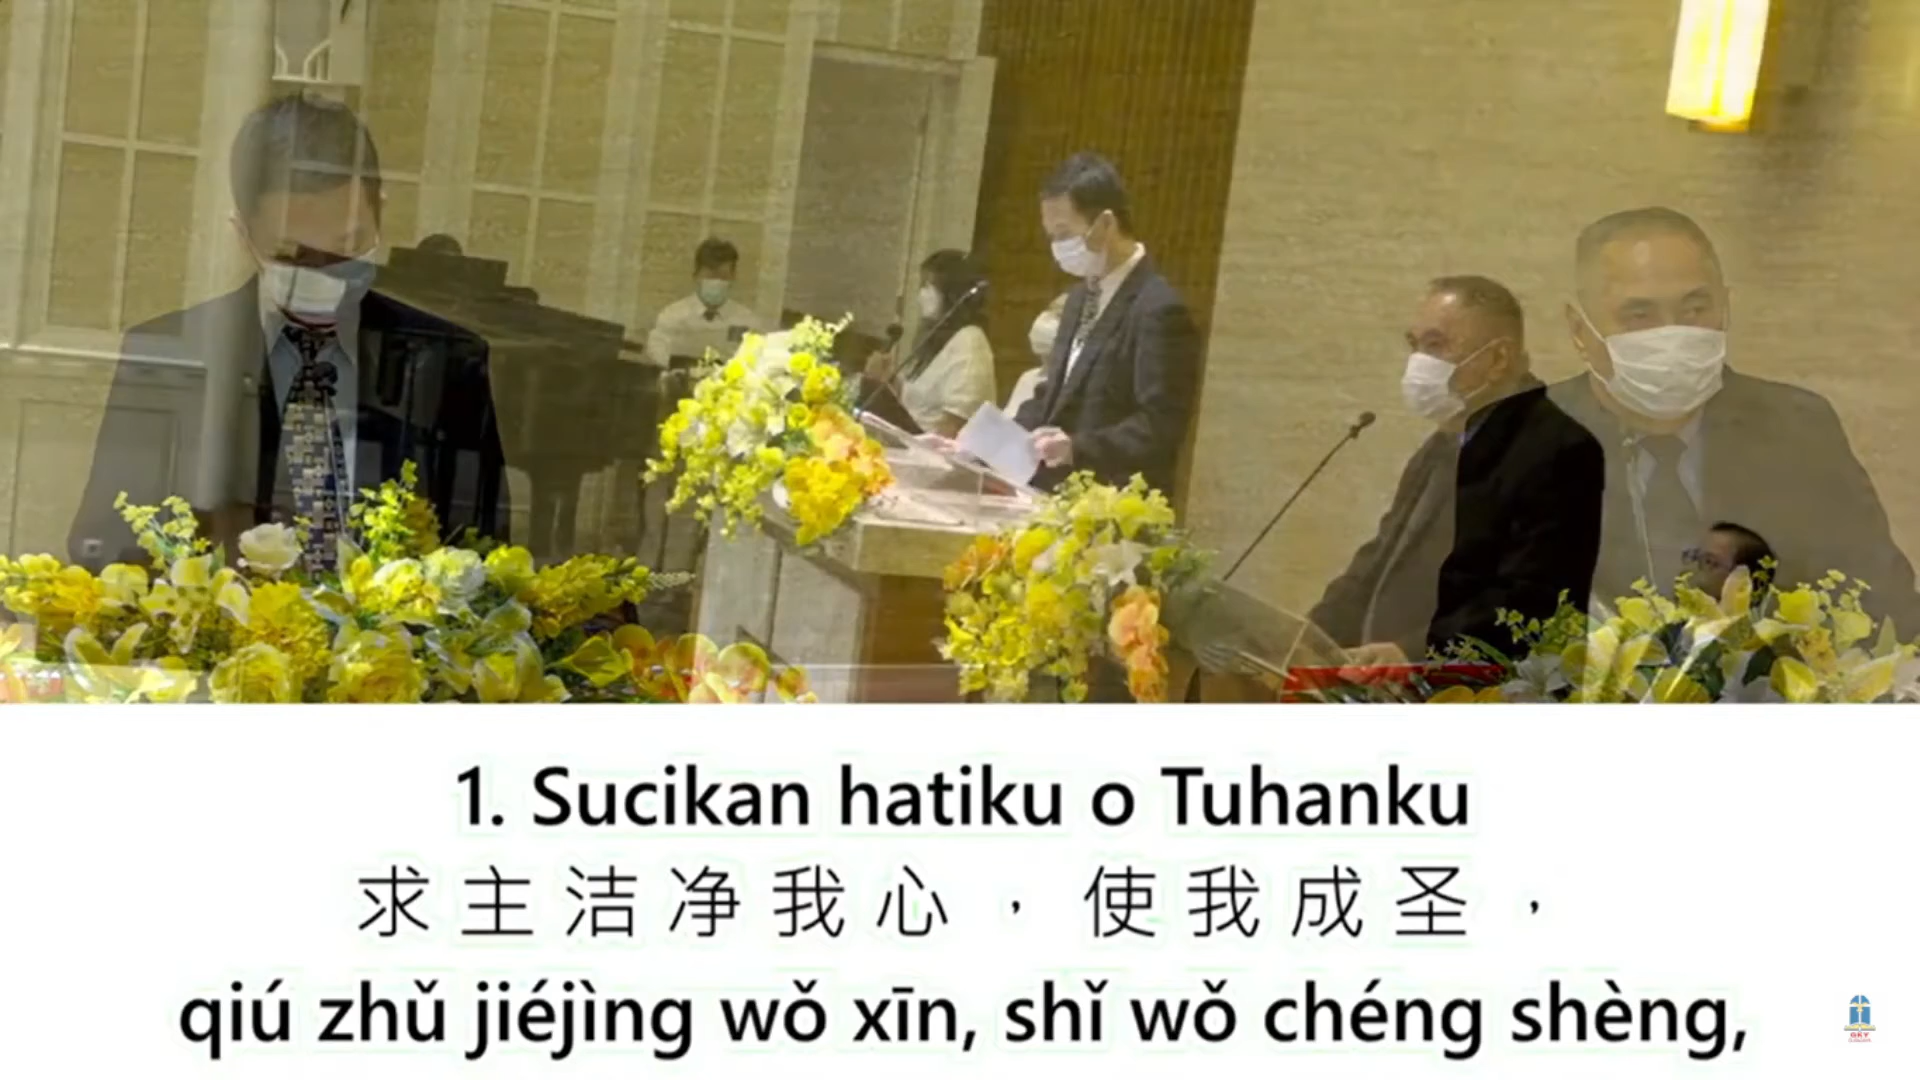 1. Sucikan hatiku o Tuhanku
求主洁净我心，使我成圣，
qiú zhǔ jiéjìng wǒ xīn, shǐ wǒ chéng shèng,
GKY